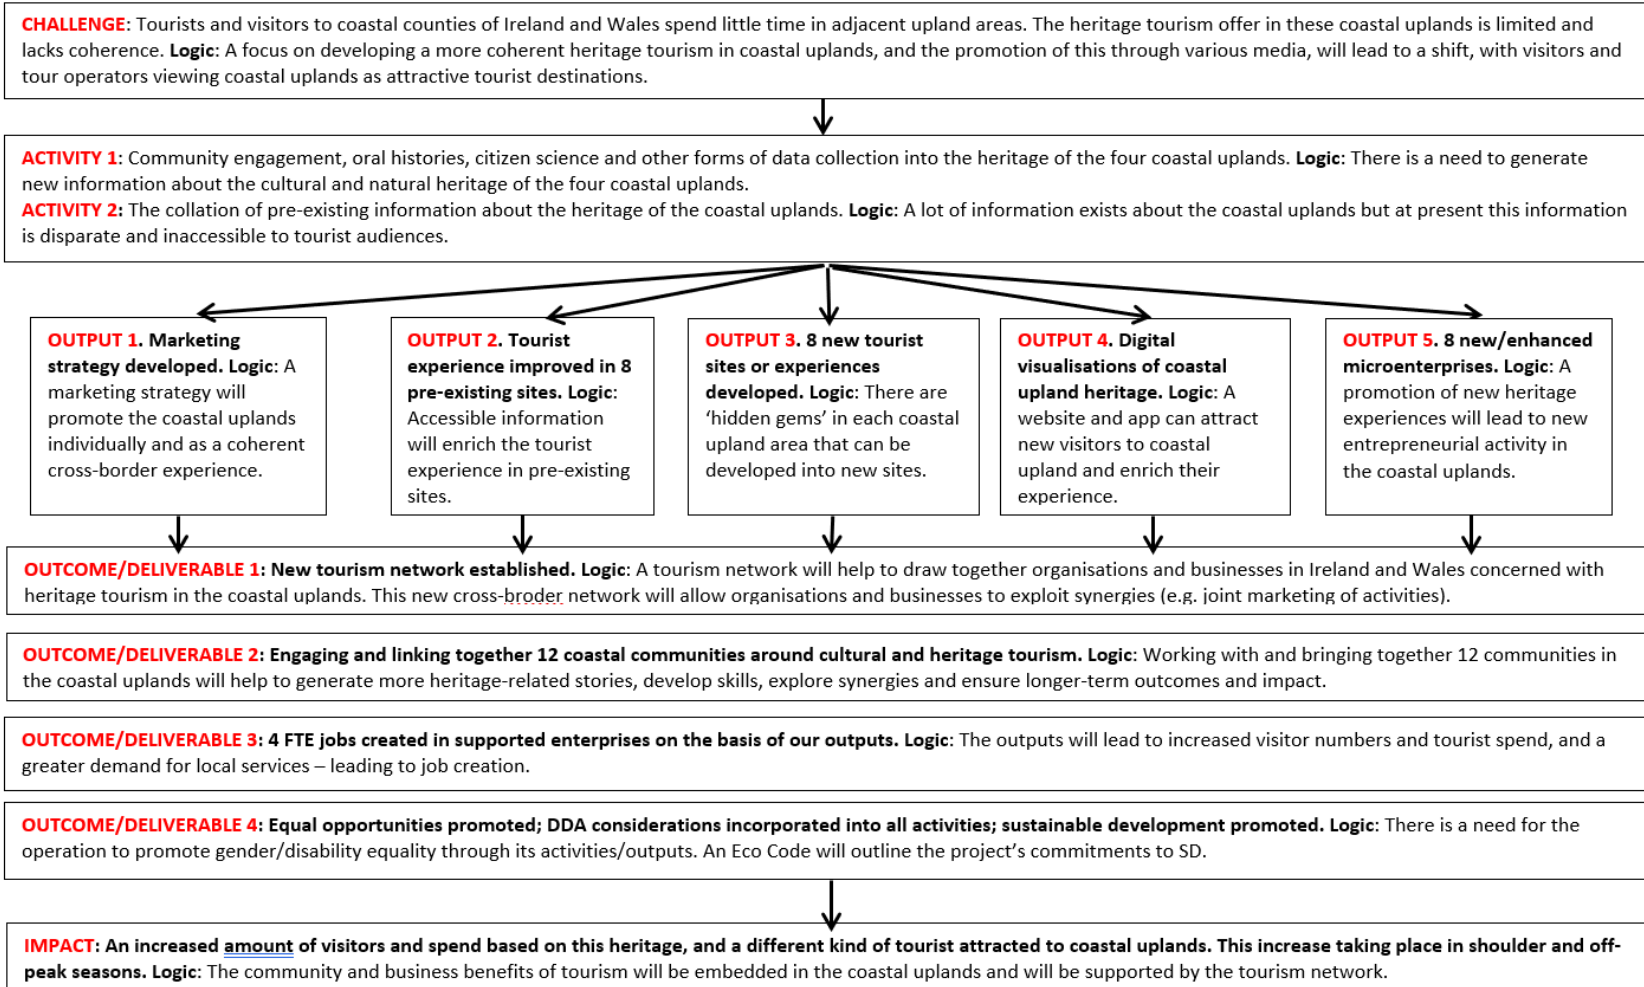 CHALLENGE: Tourists and visitors to coastal counties of Ireland and Wales spend little time in adjacent upland areas. The heritage tourism offer in these coastal uplands is limited and
lacks coherence. Logic: A focus on developing a more coherent heritage tourism in coastal uplands, and the promotion of this through various media, will lead to a shift, with visitors and
tour operators viewing coastal uplands as attractive tourist destinations.
ACTIVITY 1: Community engagement, oral histories, citizen science and other forms of data collection into the heritage of the four coastal uplands. Logic: There is a need to generate
new information about the cultural and natural heritage of the four coastal uplands.
ACTIVITY 2: The collation of pre-existing information about the heritage of the coastal uplands. Logic: A lot of information exists about the coastal uplands but at present this information
is disparate and inaccessible to tourist audiences.
OUTPUT 1. Marketing
strategy developed. Logic: A
marketing strategy will
promote the coastal uplands
individually and as a coherent
cross-border experience.
OUTPUT 2. Tourist
experience improved in 8
pre-existing sites. Logic:
Accessible information
will enrich the tourist
experience in pre-existing
sites.
OUTPUT 3. 8 new tourist
sites or experiences
developed. Logic: There are
‘hidden gems’ in each coastal
upland area that can be
developed into new sites.
OUTPUT 4. Digital
visualisations of coastal
upland heritage. Logic: A
website and app can attract
new visitors to coastal
upland and enrich their
experience.
OUTPUT 5. 8 new/enhanced
microenterprises. Logic: A
promotion of new heritage
experiences will lead to new
entrepreneurial activity in
the coastal uplands.
OUTCOME/DELIVERABLE 1: New tourism network established. Logic: A tourism network will help to draw together organisations and businesses in Ireland and Wales concerned with
heritage tourism in the coastal uplands. This new cross-broder network will allow organisations and businesses to exploit synergies (e.g. joint marketing of activities).
OUTCOME/DELIVERABLE 2: Engaging and linking together 12 coastal communities around cultural and heritage tourism. Logic: Working with and bringing together 12 communities in
the coastal uplands will help to generate more heritage-related stories, develop skills, explore synergies and ensure longer-term outcomes and impact.
OUTCOME/DELIVERABLE 3: 4 FTE jobs created in supported enterprises on the basis of our outputs. Logic: The outputs will lead to increased visitor numbers and tourist spend, and a
greater demand for local services – leading to job creation.
OUTCOME/DELIVERABLE 4: Equal opportunities promoted; DDA considerations incorporated into all activities; sustainable development promoted. Logic: There is a need for the
operation to promote gender/disability equality through its activities/outputs. An Eco Code will outline the project’s commitments to SD.
IMPACT: An increased amount of visitors and spend based on this heritage, and a different kind of tourist attracted to coastal uplands. This increase taking place in shoulder and off-
peak seasons. Logic: The community and business benefits of tourism will be embedded in the coastal uplands and will be supported by the tourism network.